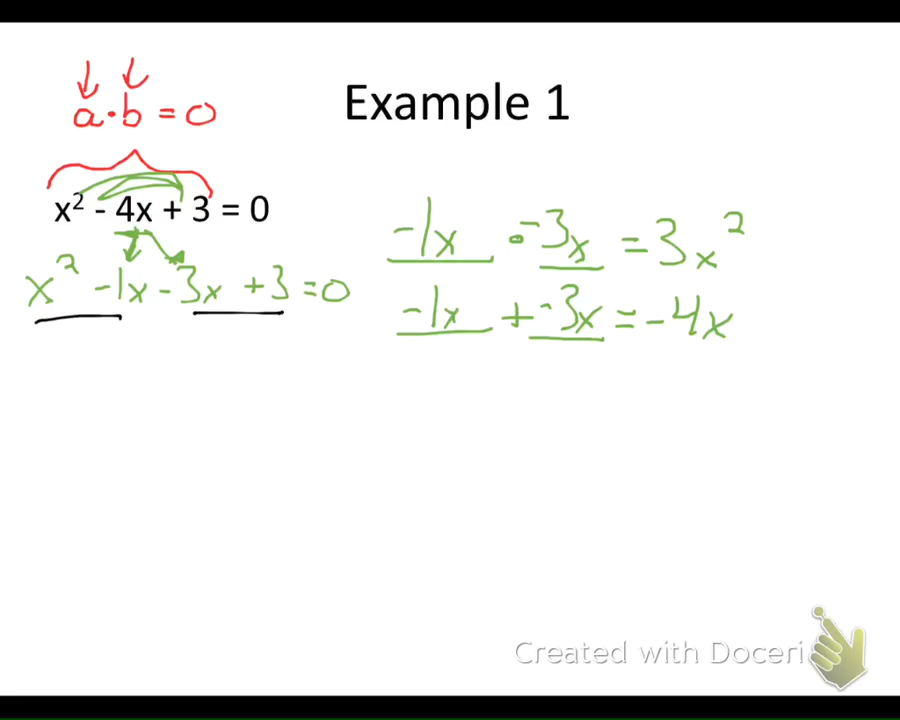 a·b = 0
Example 1
x² - 4x + 3 = 0
x² -1x - 3x +3 = 0
-1x · -3x = 3x²
-1x + -3x = -4x
Created with Doceri